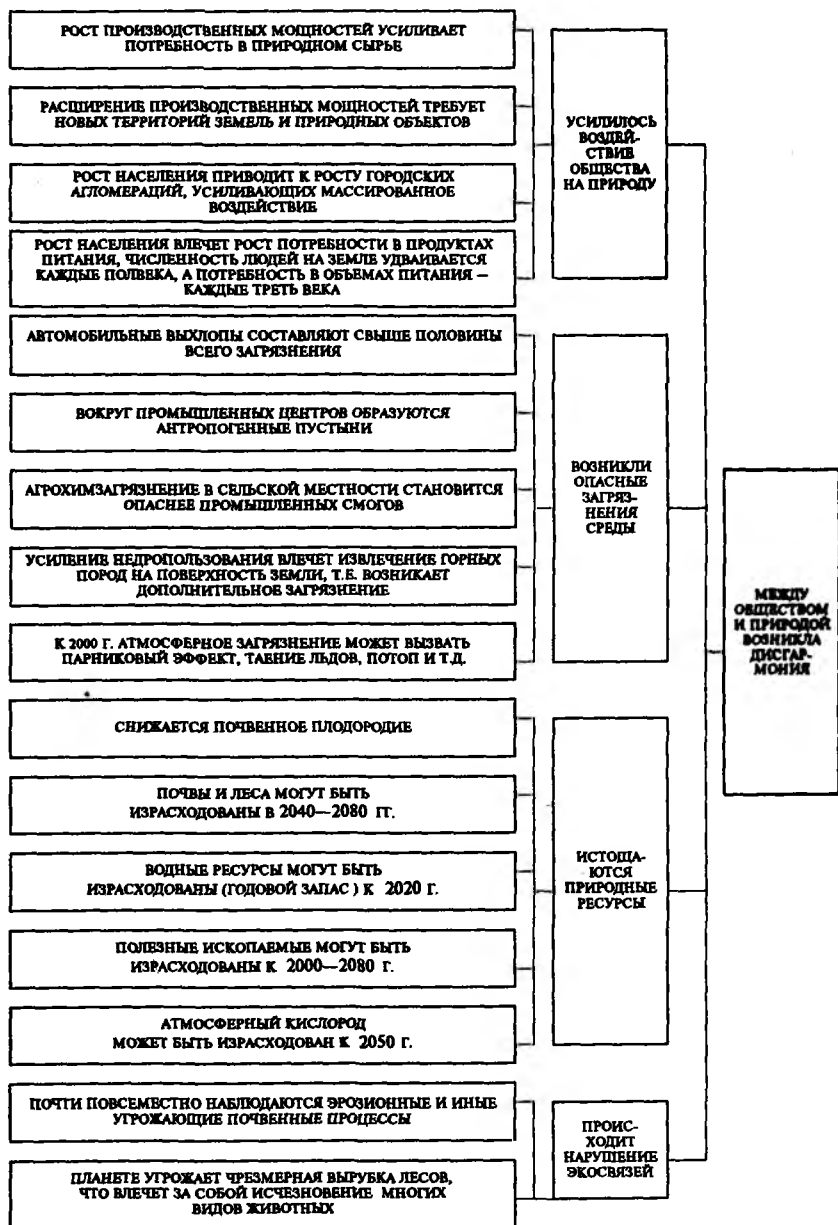 РОСТ ПРОИЗВОДСТВЕННЫХ МОЩНОСТЕЙ УСИЛИВАЕТ
ПОТРЕБНОСТЬ В ПРИРОДНОМ СЫРЬЕ
РАСШИРЕНИЕ ПРОИЗВОДСТВЕННЫХ МОЩНОСТЕЙ ТРЕБУЕТ
НОВЫХ ТЕРРИТОРИЙ ЗЕМЕЛЬ И ПРИРОДНЫХ ОБЪЕКТОВ
РОСТ НАСЕЛЕНИЯ ПРИВОДИТ К РОСТУ ГОРОДСКИХ
АГЛОМЕРАЦИЙ, УСИЛИВАЮЩИХ МАССИРОВАННОЕ
ВОЗДЕЙСТВИЕ
РОСТ НАСЕЛЕНИЯ ВЛЕЧЕТ РОСТ ПОТРЕБНОСТИ В ПРОДУКТАХ
ПИТАНИЯ, ЧИСЛЕННОСТЬ ЛЮДЕЙ НА ЗЕМЛЕ УДВАИВАЕТСЯ
КАЖДЫЕ ПОЛВЕКА, А ПОТРЕБНОСТЬ В ОБЪЕМАХ ПИТАНИЯ –
КАЖДЫЕ ТРЕТЬ ВЕКА
УСИЛИЛОСЬ
ВОЗДЕЙ-
СТВИЕ
ОБЩЕСТВА
НА ПРИРОДУ
АВТОМОБИЛЬНЫЕ ВЫХЛОПЫ СОСТАВЛЯЮТ СВЫШЕ ПОЛОВИНЫ
ВСЕГО ЗАГРЯЗНЕНИЯ
ВОКРУГ ПРОМЫШЛЕННЫХ ЦЕНТРОВ ОБРАЗУЮТСЯ
АНТРОПОГЕННЫЕ ПУСТЫНИ
АГРОХИМЗАГРЯЗНЕНИЕ В СЕЛЬСКОЙ МЕСТНОСТИ СТАНОВИТСЯ
ОПАСНЕЕ ПРОМЫШЛЕННЫХ СМОГОВ
УСИЛЕНИЕ НЕДРОПОЛЬЗОВАНИЯ ВЛЕЧЕТ ИЗВЛЕЧЕНИЕ ГОРНЫХ
ПОРОД НА ПОВЕРХНОСТЬ ЗЕМЛИ, Т.Е. ВОЗНИКАЕТ
ДОПОЛНИТЕЛЬНОЕ ЗАГРЯЗНЕНИЕ
К 2000 Г. АТМОСФЕРНОЕ ЗАГРЯЗНЕНИЕ МОЖЕТ ВЫЗВАТЬ
ПАРНИКОВЫЙ ЭФФЕКТ, ТАЕНИЕ ЛЬДОВ, ПОТОП И Т.Д.
ВОЗНИКЛИ
ОПАСНЫЕ
ЗАГРЯЗ-
НЕНИЯ
СРЕДЫ
СНИЖАЕТСЯ ПОЧВЕННОЕ ПЛОДОРОДИЕ
ПОЧВЫ И ЛЕСА МОГУТ БЫТЬ
ИЗРАСХОДОВАНЫ В 2040—2080 ГГ.
ВОДНЫЕ РЕСУРСЫ МОГУТ БЫТЬ
ИЗРАСХОДОВАНЫ (ГОДОВОЙ ЗАПАС ) К 2020 Г.
ПОЛЕЗНЫЕ ИСКОПАЕМЫЕ МОГУТ БЫТЬ
ИЗРАСХОДОВАНЫ К 2000—2080 Г.
АТМОСФЕРНЫЙ КИСЛОРОД
МОЖЕТ БЫТЬ ИЗРАСХОДОВАН К 2050 Г.
ИСТОЩА-
ЮТСЯ
ПРИРОДНЫЕ
РЕСУРСЫ
ПОЧТИ ПОВСЕМЕСТНО НАБЛЮДАЮТСЯ ЭРОЗИОННЫЕ И ИНЫЕ
УГРОЖАЮЩИЕ ПОЧВЕННЫЕ ПРОЦЕССЫ
ПЛАНЕТЕ УГРОЖАЕТ ЧРЕЗМЕРНАЯ ВЫРУБКА ЛЕСОВ,
ЧТО ВЛЕЧЕТ ЗА СОБОЙ ИСЧЕЗНОВЕНИЕ МНОГИХ
ВИДОВ ЖИВОТНЫХ
ПРОИС-
ХОДИТ
НАРУШЕНИЕ
ЭКОСВЯЗЕЙ
МЕЖДУ
ОБЩЕСТВОМ
И ПРИРОДОЙ
ВОЗНИКЛА
ДИСГАР-
МОНИЯ